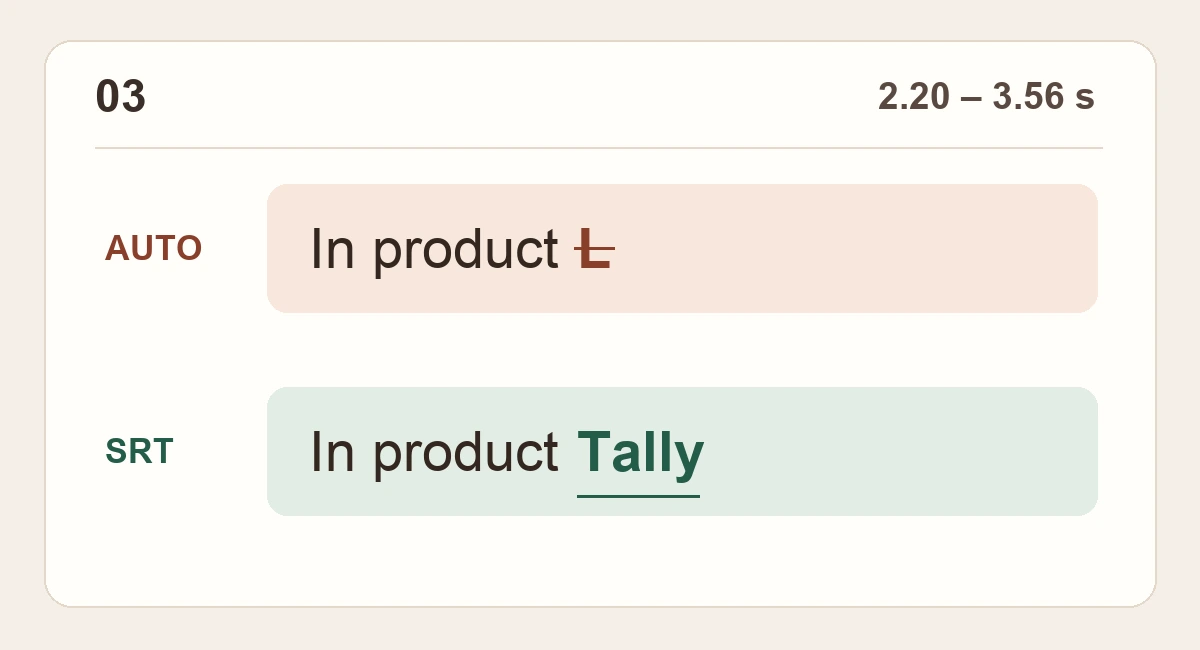 03
2.20 – 3.56 s
AUTO
In product L
SRT
In product Tally